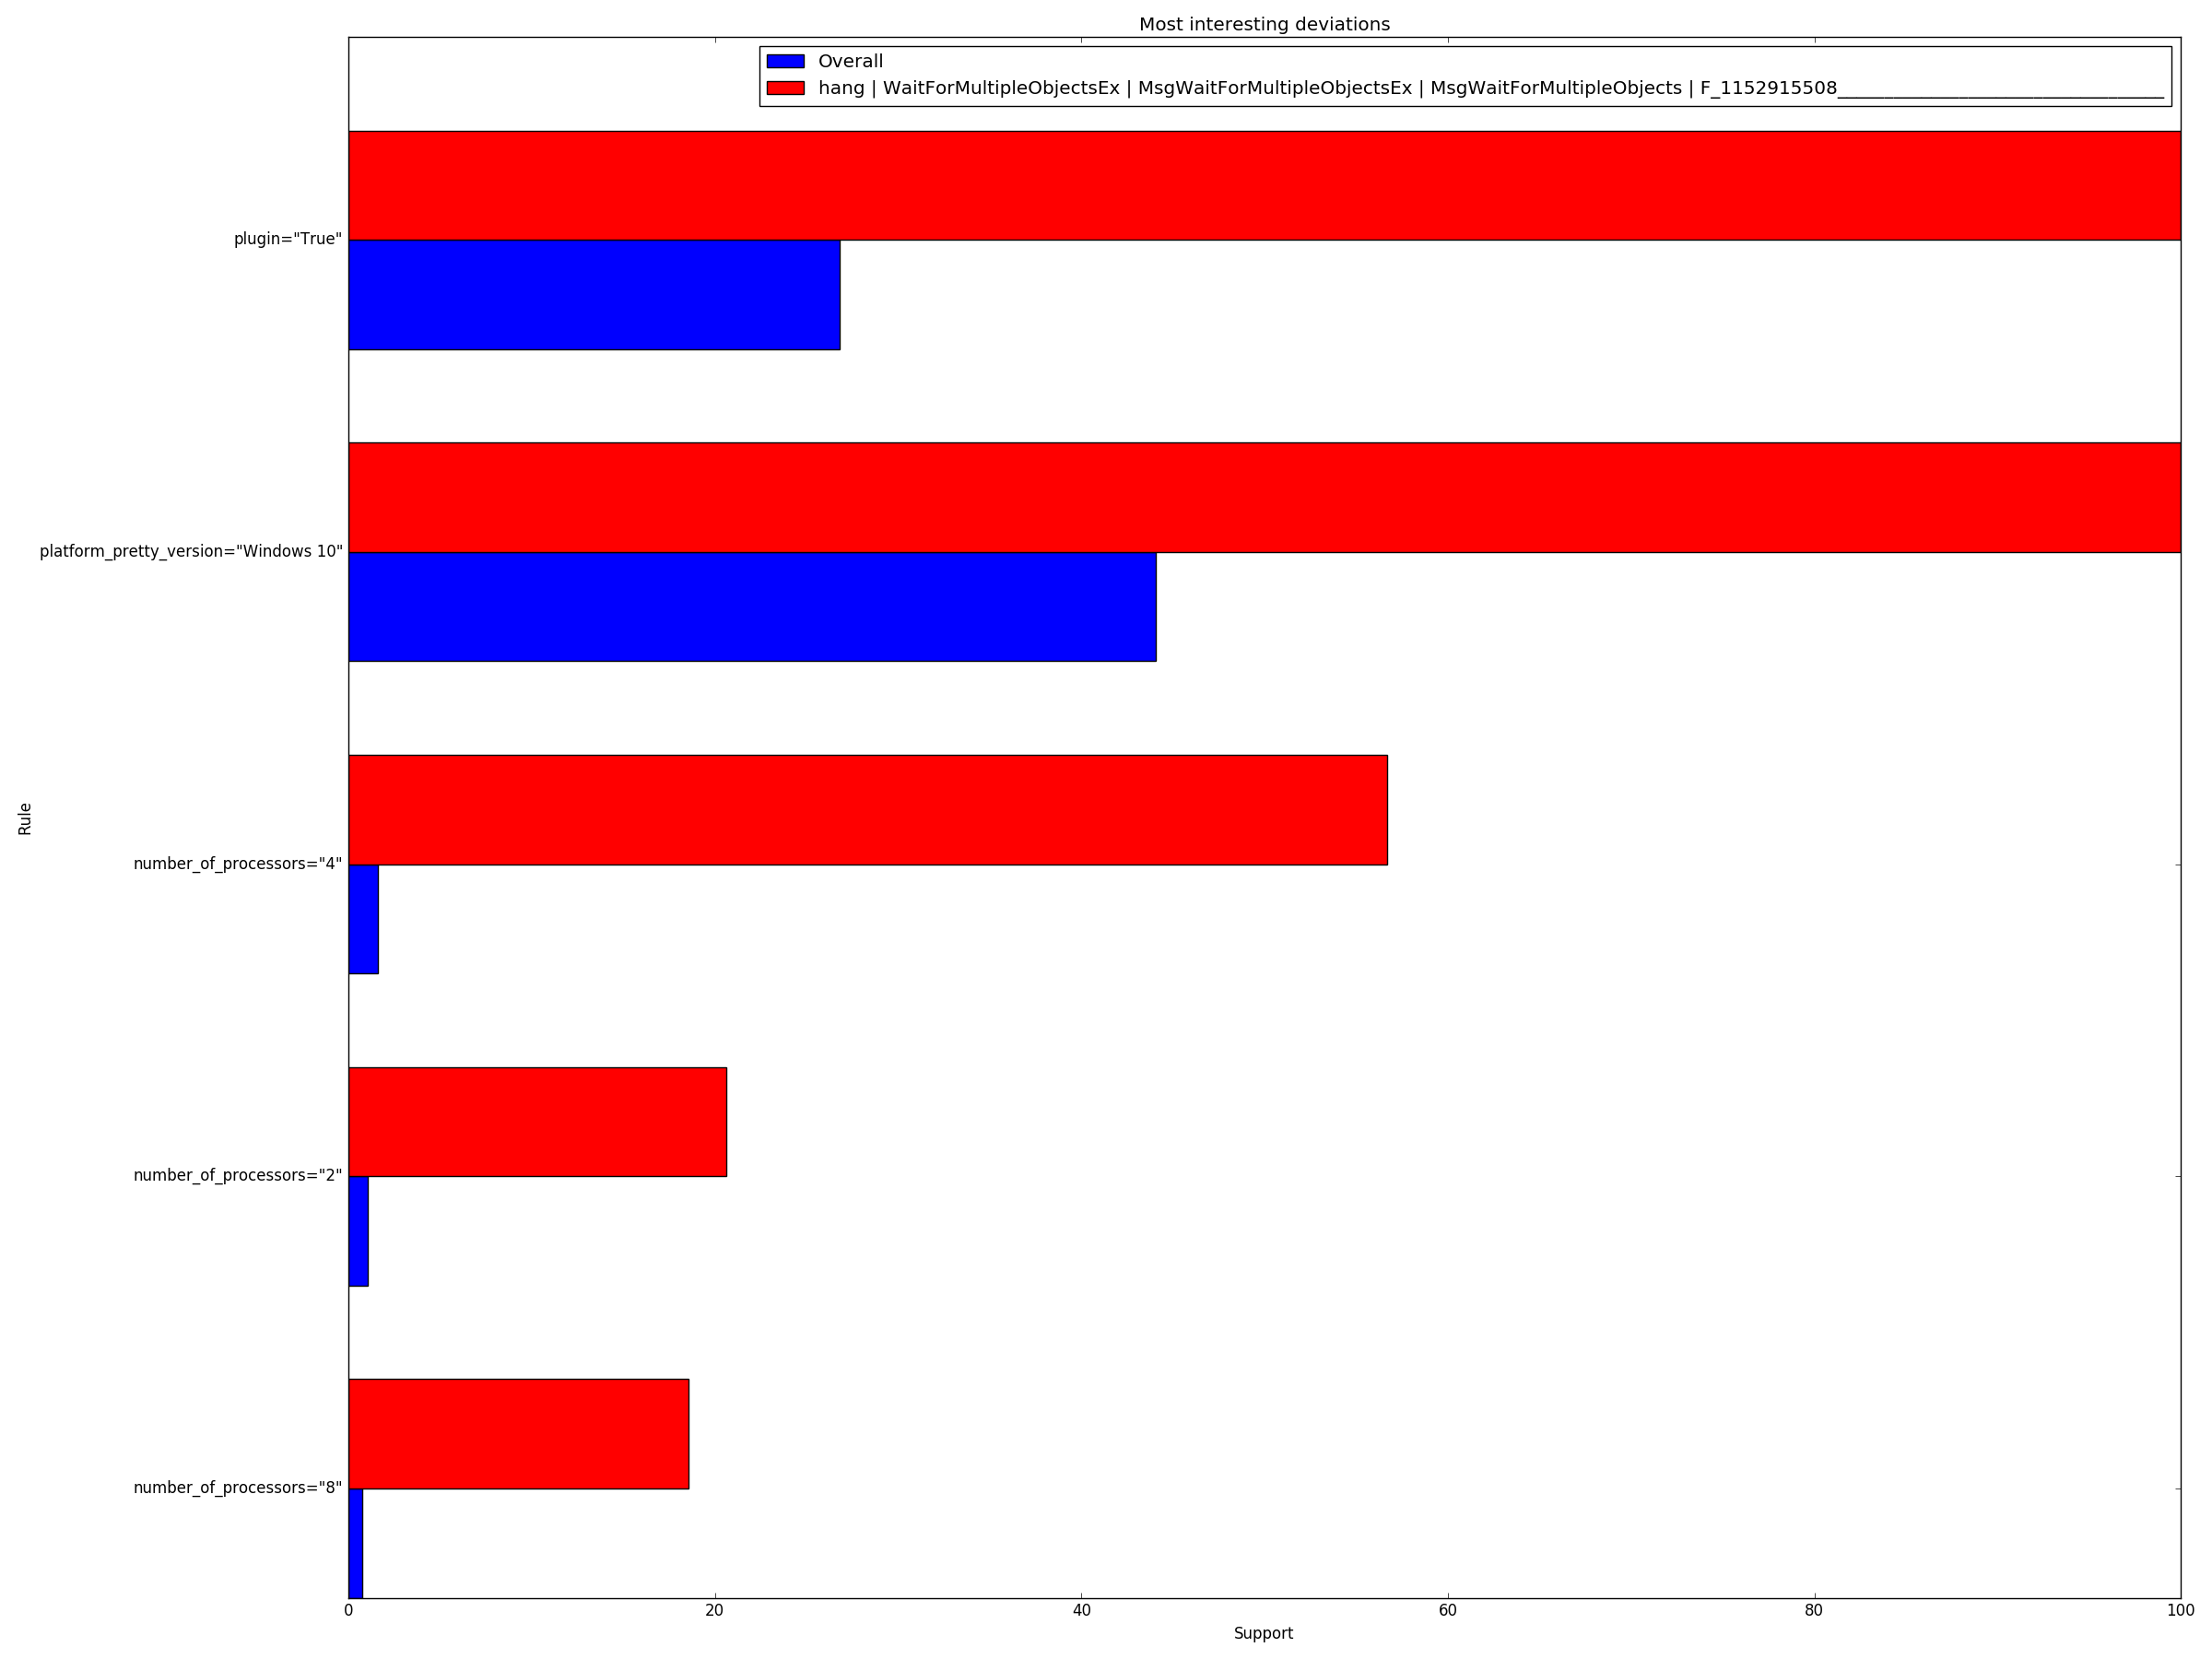 Most interesting deviations
Overall
hang | WaitForMultipleObjectsEx | MsgWaitForMultipleObjectsEx | MsgWaitForMultipleObjects | F_1152915508___________________________________
plugin="True"
platform_pretty_version="Windows 10"
number_of_processors="4"
number_of_processors="2"
number_of_processors="8"
Rule
0 20 40 60 80 100
Support